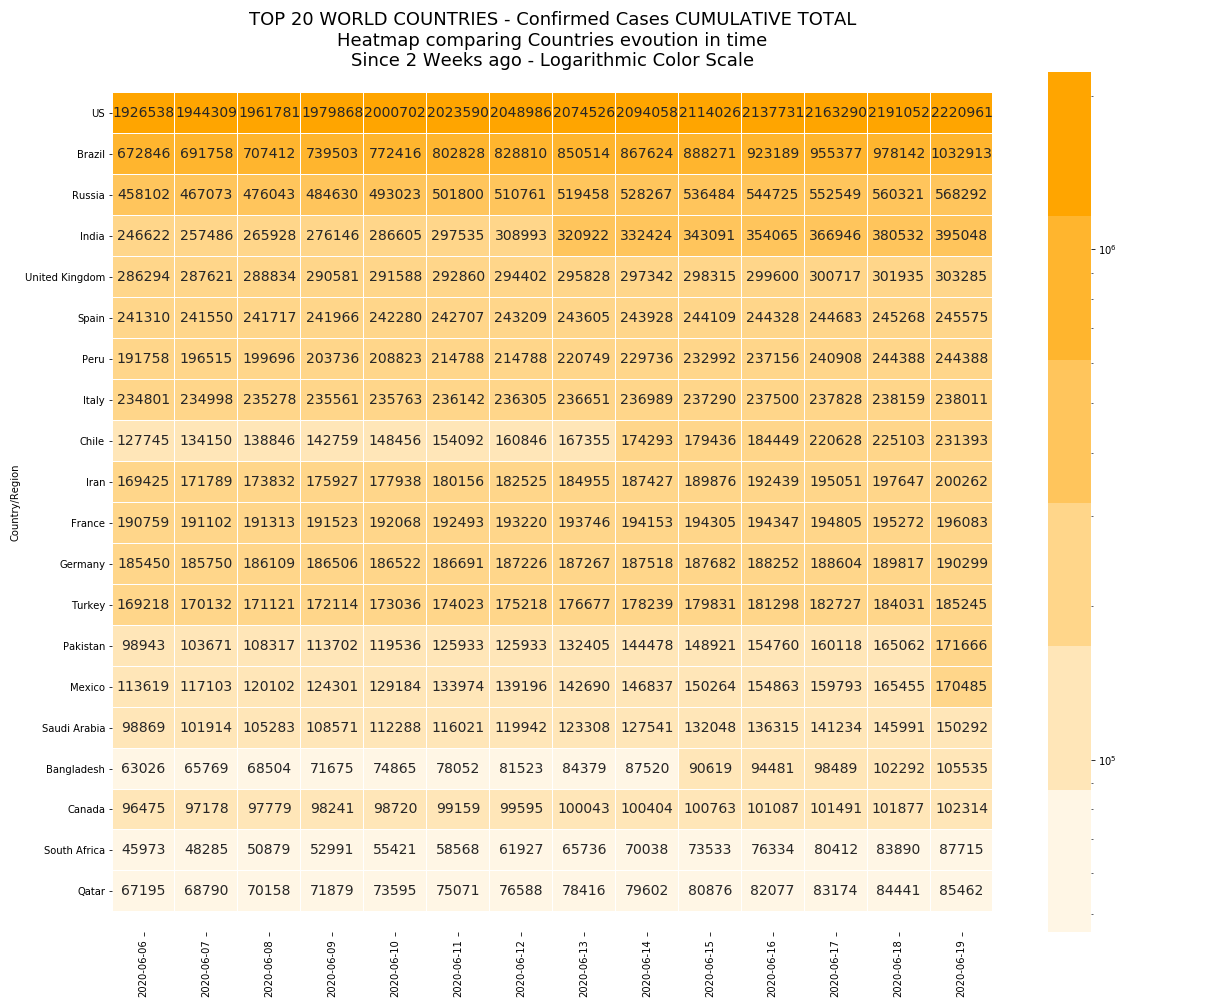 TOP 20 WORLD COUNTRIES - Confirmed Cases CUMULATIVE TOTAL
Heatmap comparing Countries evoution in time
Since 2 Weeks ago - Logarithmic Color Scale
US 1926538 1944309 1961781 1979868 2000702 2023590 2048986 2074526 2094058 2114026 2137731 2163290 2191052 2220961
Brazil 672846 691758 707412 739503 772416 802828 828810 850514 867624 888271 923189 955377 978142 1032913
Russia 458102 467073 476043 484630 493023 501800 510761 519458 528267 536484 544725 552549 560321 568292
India 246622 257486 265928 276146 286605 297535 308993 320922 332424 343091 354065 366946 380532 395048
10⁶
United Kingdom 286294 287621 288834 290581 291588 292860 294402 295828 297342 298315 299600 300717 301935 303285
Spain 241310 241550 241717 241966 242280 242707 243209 243605 243928 244109 244328 244683 245268 245575
Peru 191758 196515 199696 203736 208823 214788 214788 220749 229736 232992 237156 240908 244388 244388
Italy 234801 234998 235278 235561 235763 236142 236305 236651 236989 237290 237500 237828 238159 238011
Chile 127745 134150 138846 142759 148456 154092 160846 167355 174293 179436 184449 220628 225103 231393
Iran 169425 171789 173832 175927 177938 180156 182525 184955 187427 189876 192439 195051 197647 200262
Country/Region
France 190759 191102 191313 191523 192068 192493 193220 193746 194153 194305 194347 194805 195272 196083
Germany 185450 185750 186109 186506 186522 186691 187226 187267 187518 187682 188252 188604 189817 190299
Turkey 169218 170132 171121 172114 173036 174023 175218 176677 178239 179831 181298 182727 184031 185245
Pakistan 98943 103671 108317 113702 119536 125933 125933 132405 144478 148921 154760 160118 165062 171666
Mexico 113619 117103 120102 124301 129184 133974 139196 142690 146837 150264 154863 159793 165455 170485
Saudi Arabia 98869 101914 105283 108571 112288 116021 119942 123308 127541 132048 136315 141234 145991 150292
10⁵
Bangladesh 63026 65769 68504 71675 74865 78052 81523 84379 87520 90619 94481 98489 102292 105535
Canada 96475 97178 97779 98241 98720 99159 99595 100043 100404 100763 101087 101491 101877 102314
South Africa 45973 48285 50879 52991 55421 58568 61927 65736 70038 73533 76334 80412 83890 87715
Qatar 67195 68790 70158 71879 73595 75071 76588 78416 79602 80876 82077 83174 84441 85462
2020-06-06 2020-06-07 2020-06-08 2020-06-09 2020-06-10 2020-06-11 2020-06-12 2020-06-13 2020-06-14 2020-06-15 2020-06-16 2020-06-17 2020-06-18 2020-06-19